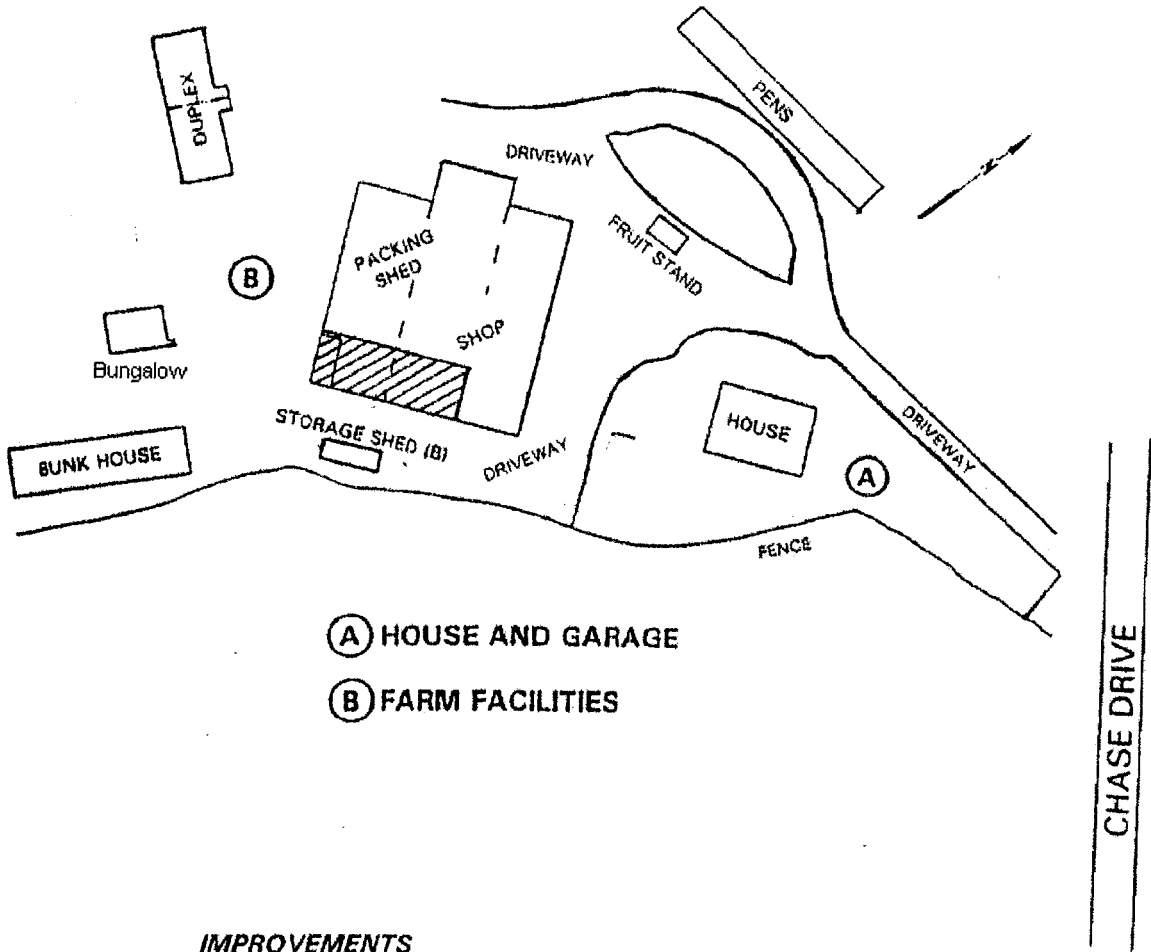 DUPLEX
PENS
DRIVEWAY
N
FRUIT STAND
PACKING
SHED
B
SHOP
Bungalow
HOUSE
DRIVEWAY
STORAGE SHED (B)
BUNK HOUSE
DRIVEWAY
A
FENCE
A HOUSE AND GARAGE
B FARM FACILITIES
CHASE DRIVE
IMPROVEMENTS